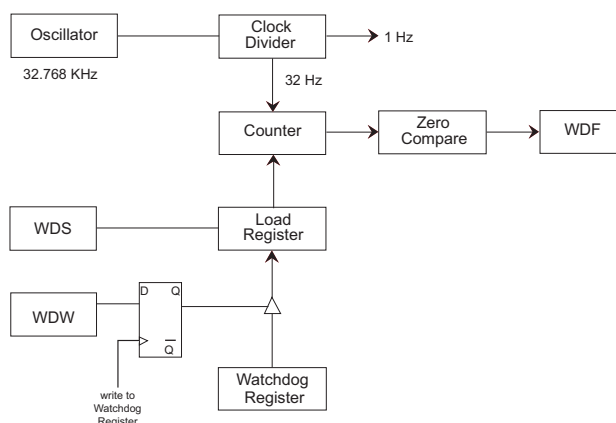 Oscillator
Clock
Divider
1 Hz
32.768 KHz
32 Hz
Counter
Zero
Compare
WDF
WDS
Load
Register
WDW
D Q
Q
Watchdog
Register
write to
Watchdog
Register